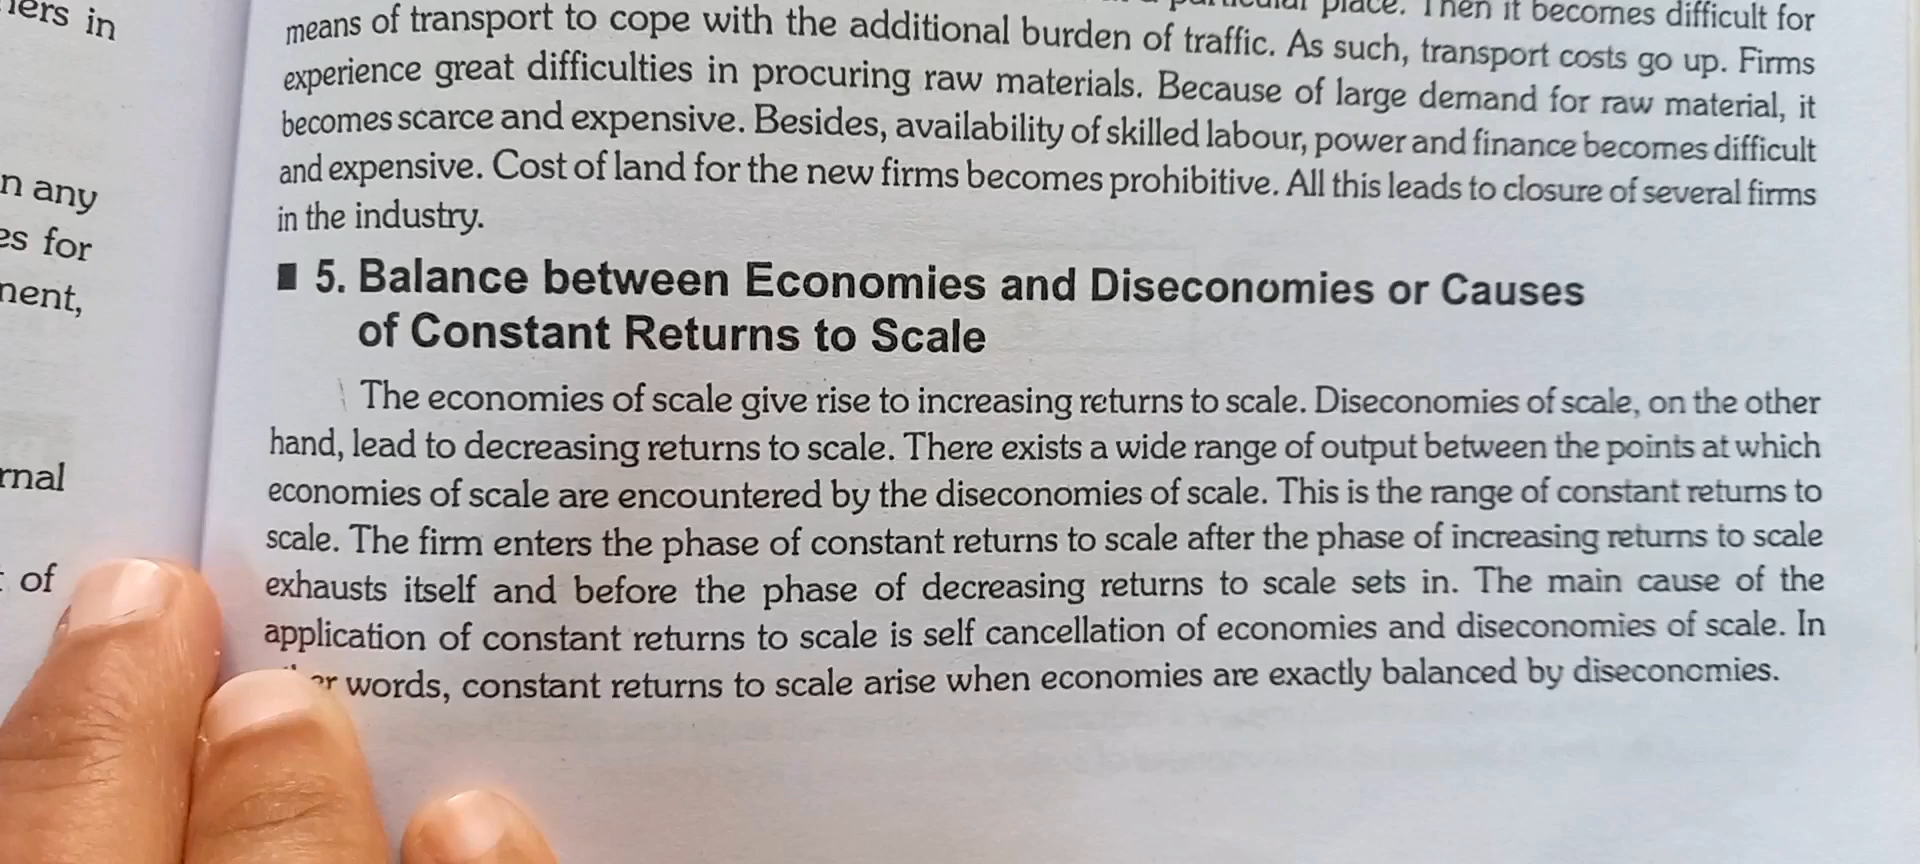 ners in
n any
es for
nent,
rnal
of
place. Then it becomes difficult for
means of transport to cope with the additional burden of traffic. As such, transport costs go up. Firms
experience great difficulties in procuring raw materials. Because of large demand for raw material, it
becomes scarce and expensive. Besides, availability of skilled labour, power and finance becomes difficult
and expensive. Cost of land for the new firms becomes prohibitive. All this leads to closure of several firms
in the industry.
■ 5. Balance between Economies and Diseconomies or Causes
of Constant Returns to Scale
The economies of scale give rise to increasing returns to scale. Diseconomies of scale, on the other
hand, lead to decreasing returns to scale. There exists a wide range of output between the points at which
economies of scale are encountered by the diseconomies of scale. This is the range of constant returns to
scale. The firm enters the phase of constant returns to scale after the phase of increasing returns to scale
exhausts itself and before the phase of decreasing returns to scale sets in. The main cause of the
application of constant returns to scale is self cancellation of economies and diseconomies of scale. In
words, constant returns to scale arise when economies are exactly balanced by diseconomies.